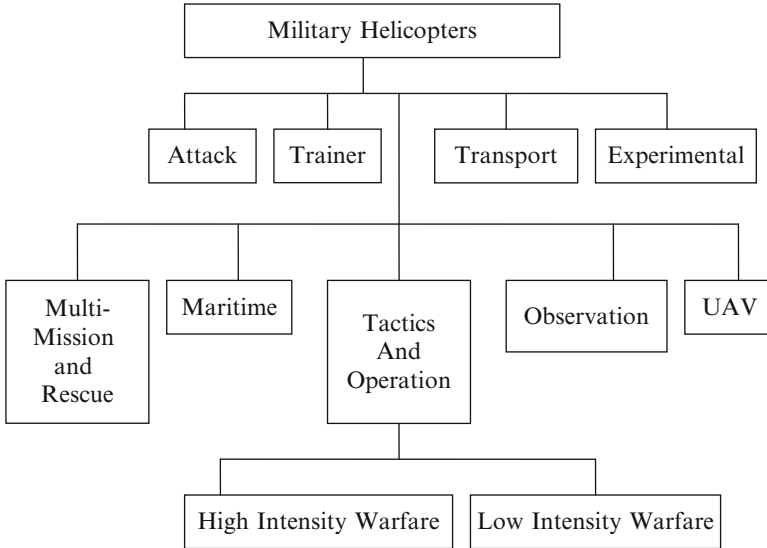 Military Helicopters
Attack
Trainer
Transport
Experimental
Multi-
Mission
and
Rescue
Maritime
Tactics
And
Operation
Observation
UAV
High Intensity Warfare
Low Intensity Warfare